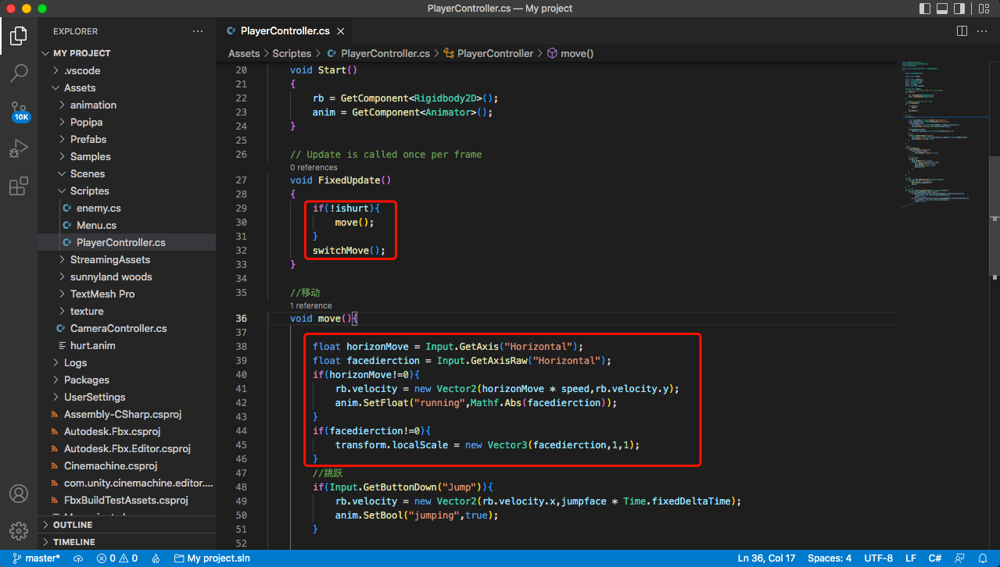 PlayerController.cs — My project
EXPLORER
MY PROJECT
.vscode
Assets
animation
Popipa
Prefabs
Samples
Scenes
Scriptes
enemy.cs
Menu.cs
PlayerController.cs
StreamingAssets
sunnyland woods
TextMesh Pro
texture
CameraController.cs
hurt.anim
Logs
Packages
UserSettings
Assembly-CSharp.csproj
Autodesk.Fbx.csproj
Autodesk.Fbx.Editor.csproj
Cinemachine.csproj
com.unity.cinemachine.editor....
FbxBuildTestAssets.csproj
OUTLINE
TIMELINE
10K
PlayerController.cs
Assets > Scriptes > PlayerController.cs > PlayerController > move()
20 void Start()
21 {
22 rb = GetComponent<Rigidbody2D>();
23 anim = GetComponent<Animator>();
24 }
25
26 // Update is called once per frame
0 references
27 void FixedUpdate()
28 {
29 if(!ishurt){
30 move();
31 }
32 switchMove();
33 }
34
35 //移动
1 reference
36 void move(){
37
38 float horizonMove = Input.GetAxis("Horizontal");
39 float facedierction = Input.GetAxisRaw("Horizontal");
40 if(horizonMove!=0){
41 rb.velocity = new Vector2(horizonMove * speed,rb.velocity.y);
42 anim.SetFloat("running",Mathf.Abs(facedierction));
43 }
44 if(facedierction!=0){
45 transform.localScale = new Vector3(facedierction,1,1);
46 }
47 //跳跃
48 if(Input.GetButtonDown("Jump")){
49 rb.velocity = new Vector2(rb.velocity.x,jumpface * Time.fixedDeltaTime);
50 anim.SetBool("jumping",true);
51 }
52
master* 0 0 My project.sln Ln 36, Col 17 Spaces: 4 UTF-8 LF C#